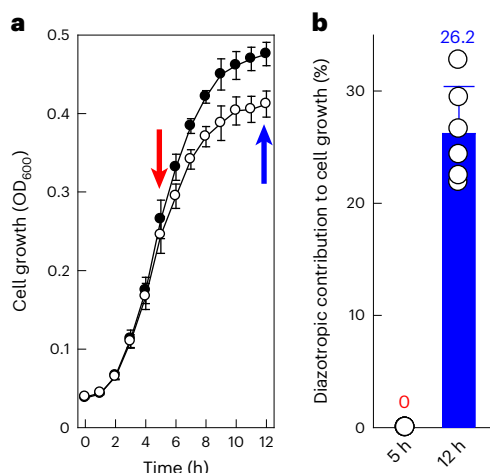 a
0.5
0.4
0.3
0.2
0.1
0
Cell growth (OD600)
0 2 4 6 8 10 12
Time (h)
b
Diazotropic contribution to cell growth (%)
30
20
10
0
26.2
0
5 h
12 h